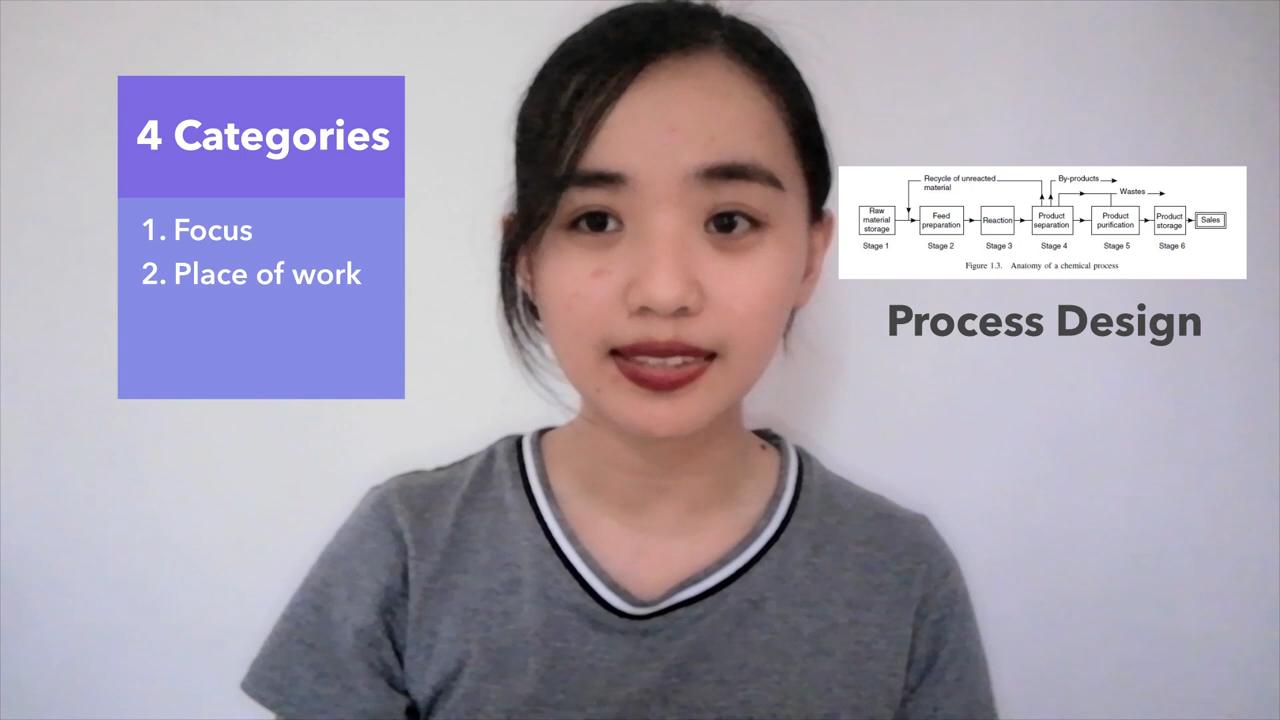 4 Categories
1. Focus
2. Place of work
Recycle of unreacted
material
By-products
Wastes
Raw
material
storage
Feed
preparation
Reaction
Product
separation
Product
purification
Product
storage
Sales
Stage 1
Stage 2
Stage 3
Stage 4
Stage 5
Stage 6
Figure 1.3. Anatomy of a chemical process
Process Design